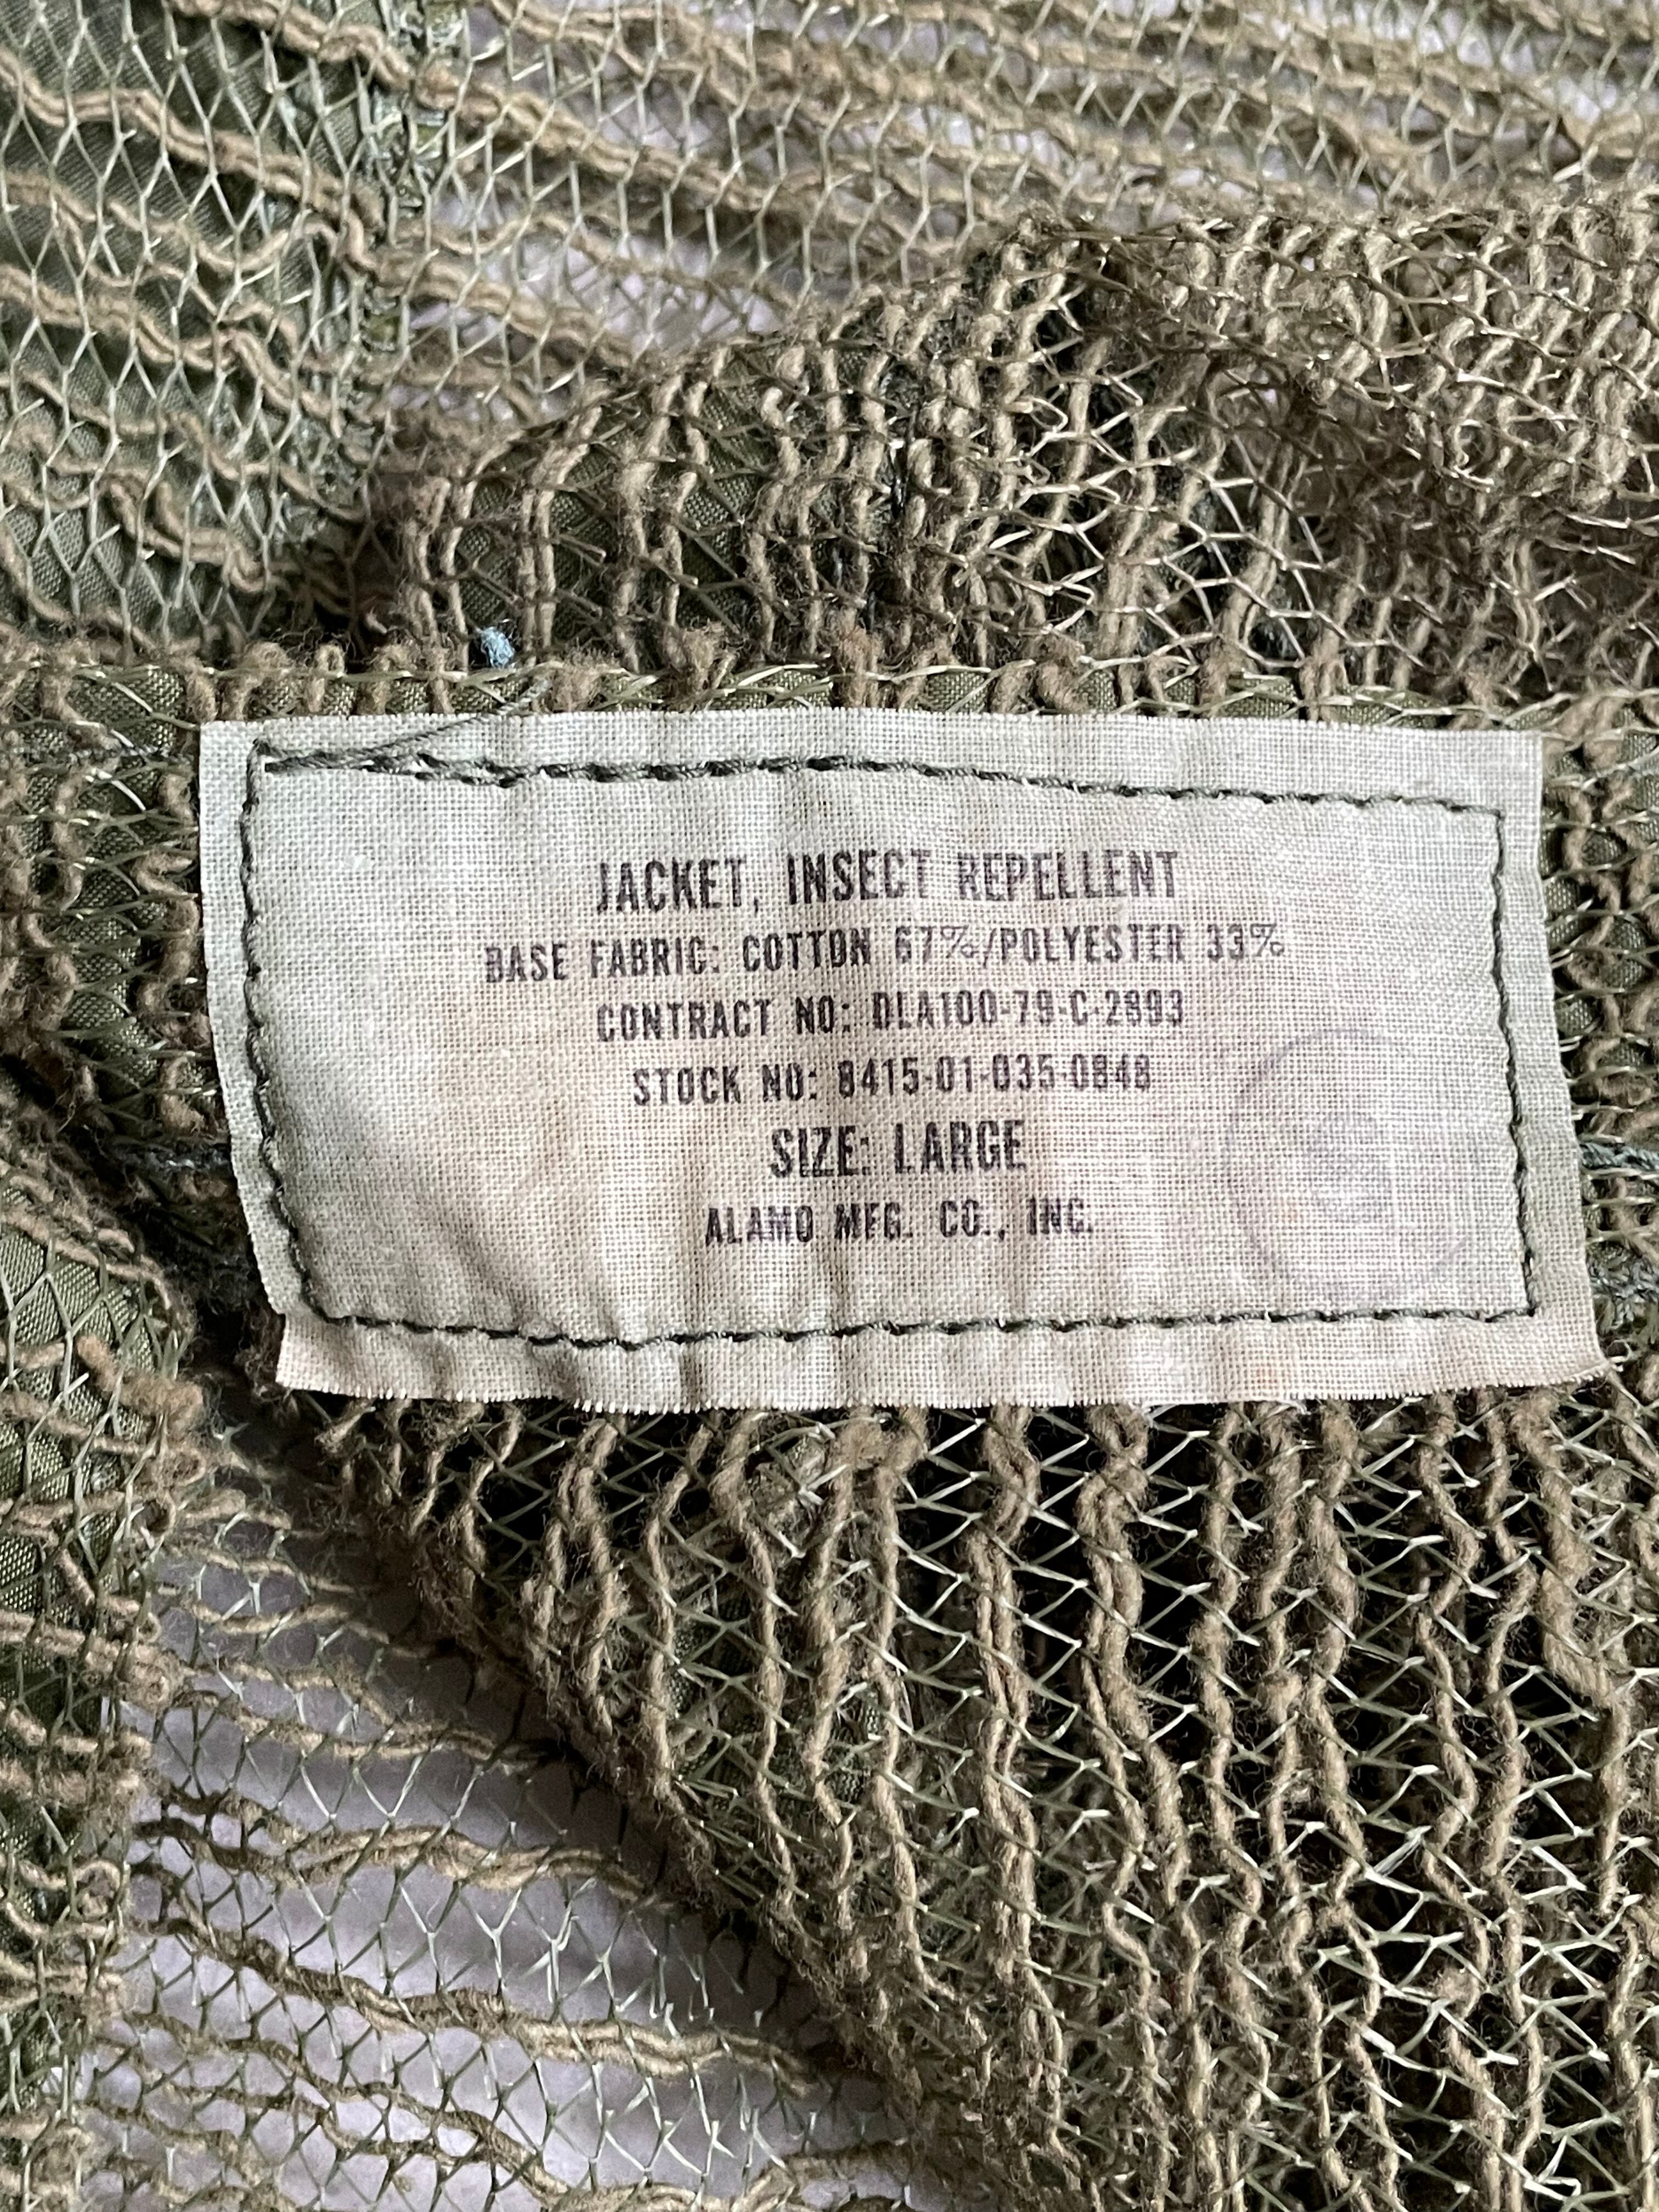 JACKET, INSECT REPELLENT
BASE FABRIC: COTTON 67%/POLYESTER 33%
CONTRACT NO: DLA100-79-C-2893
STOCK NO: 8415-01-035-0848
SIZE: LARGE
ALAMO MFG. CO., INC.